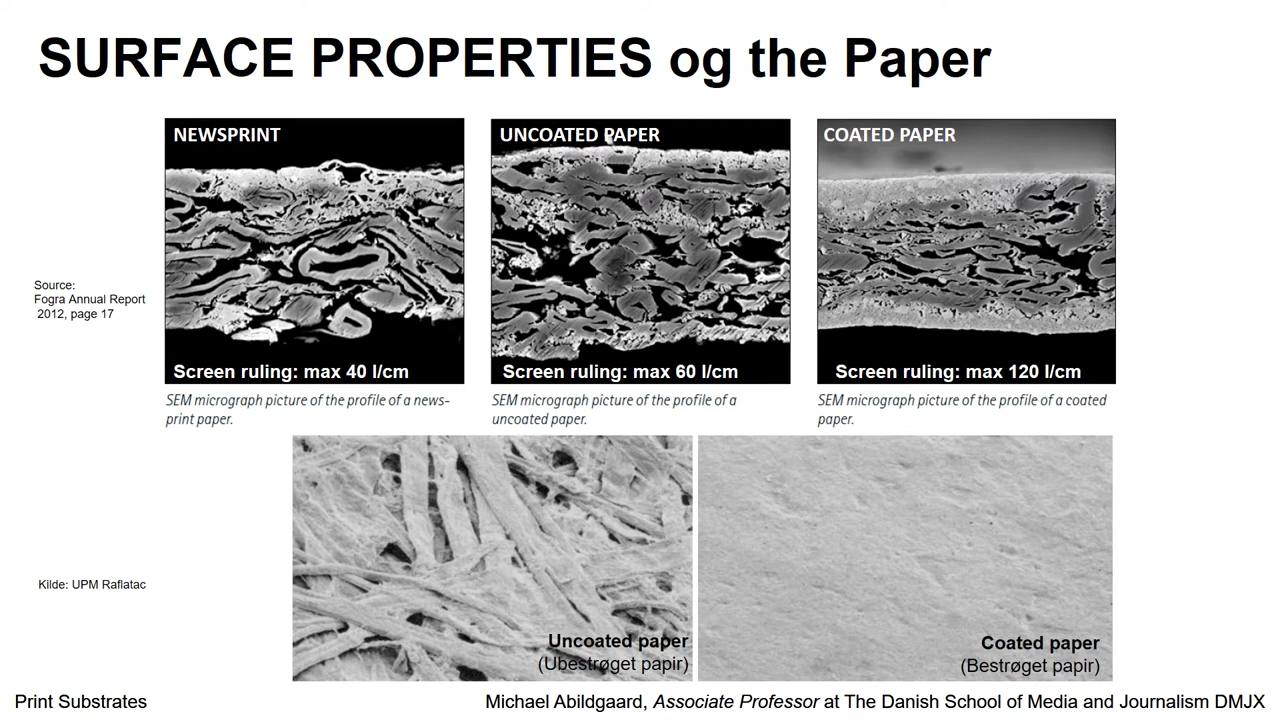 SURFACE PROPERTIES og the Paper
NEWSPRINT
UNCOATED PAPER
COATED PAPER
Source:
Fogra Annual Report
2012, page 17
Screen ruling: max 40 l/cm
Screen ruling: max 60 l/cm
Screen ruling: max 120 l/cm
SEM micrograph picture of the profile of a news-
print paper.
SEM micrograph picture of the profile of a
uncoated paper.
SEM micrograph picture of the profile of a coated
paper.
Kilde: UPM Raflatac
Uncoated paper
(Ubestrøget papir)
Coated paper
(Bestrøget papir)
Print Substrates
Michael Abildgaard, Associate Professor at The Danish School of Media and Journalism DMJX